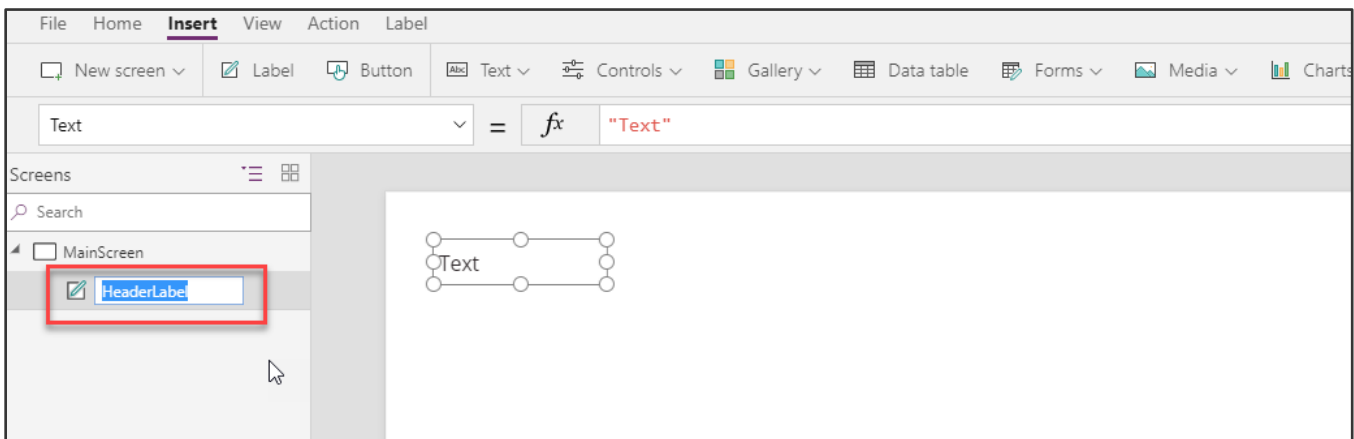 File Home Insert View Action Label
New screen Label Button Abc Text Controls Gallery Data table Forms Media Charts
Text = fx "Text"
Screens
Search
MainScreen
Text
HeaderLabel